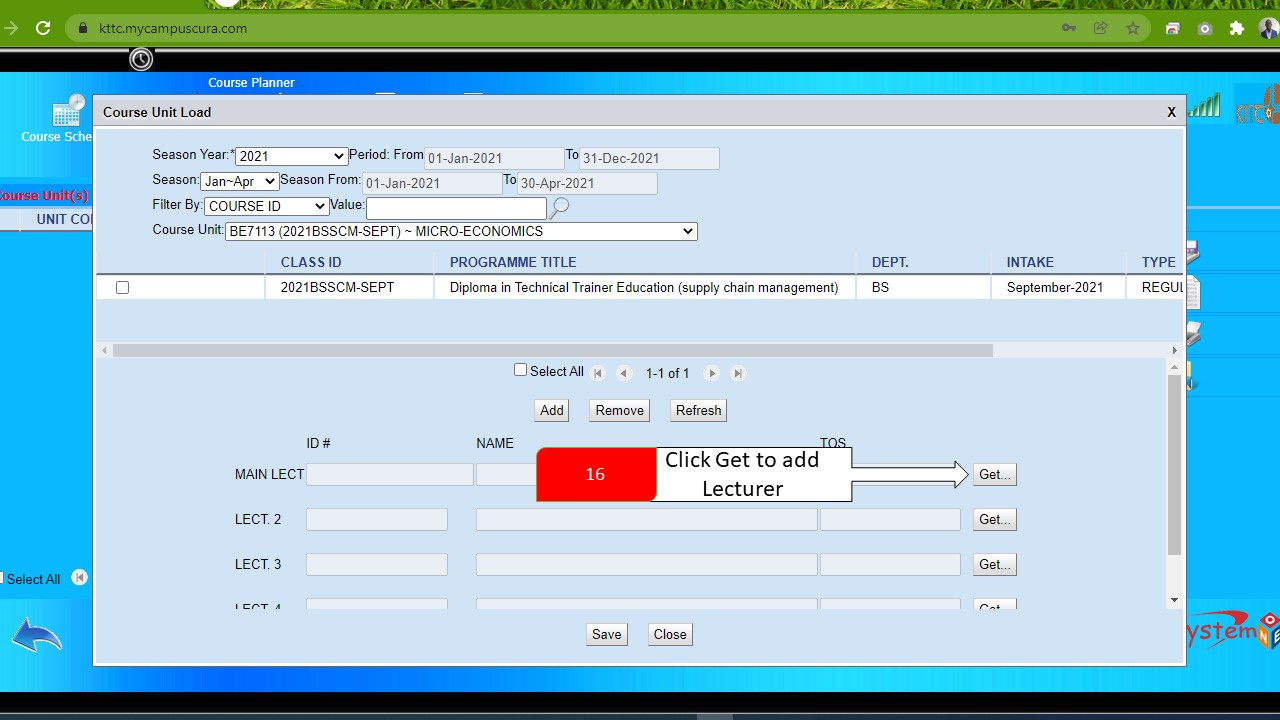 kttc.mycampuscura.com
Course Planner
Course Sche
Course Unit Load X
Season Year:* 2021 Period: From 01-Jan-2021 To 31-Dec-2021
Season: Jan~Apr Season From: 01-Jan-2021 To 30-Apr-2021
ourse Unit(s)
Filter By: COURSE ID Value:
UNIT CO
Course Unit: BE7113 (2021BSSCM-SEPT) ~ MICRO-ECONOMICS
CLASS ID PROGRAMME TITLE DEPT. INTAKE TYPE
2021BSSCM-SEPT Diploma in Technical Trainer Education (supply chain management) BS September-2021 REGUL
Select All 1-1 of 1
Add Remove Refresh
ID # NAME TOS
MAIN LECT Get...
16
Click Get to add
Lecturer
LECT. 2 Get...
LECT. 3 Get...
Select All
LECT. 4 Get...
Save Close
ystem